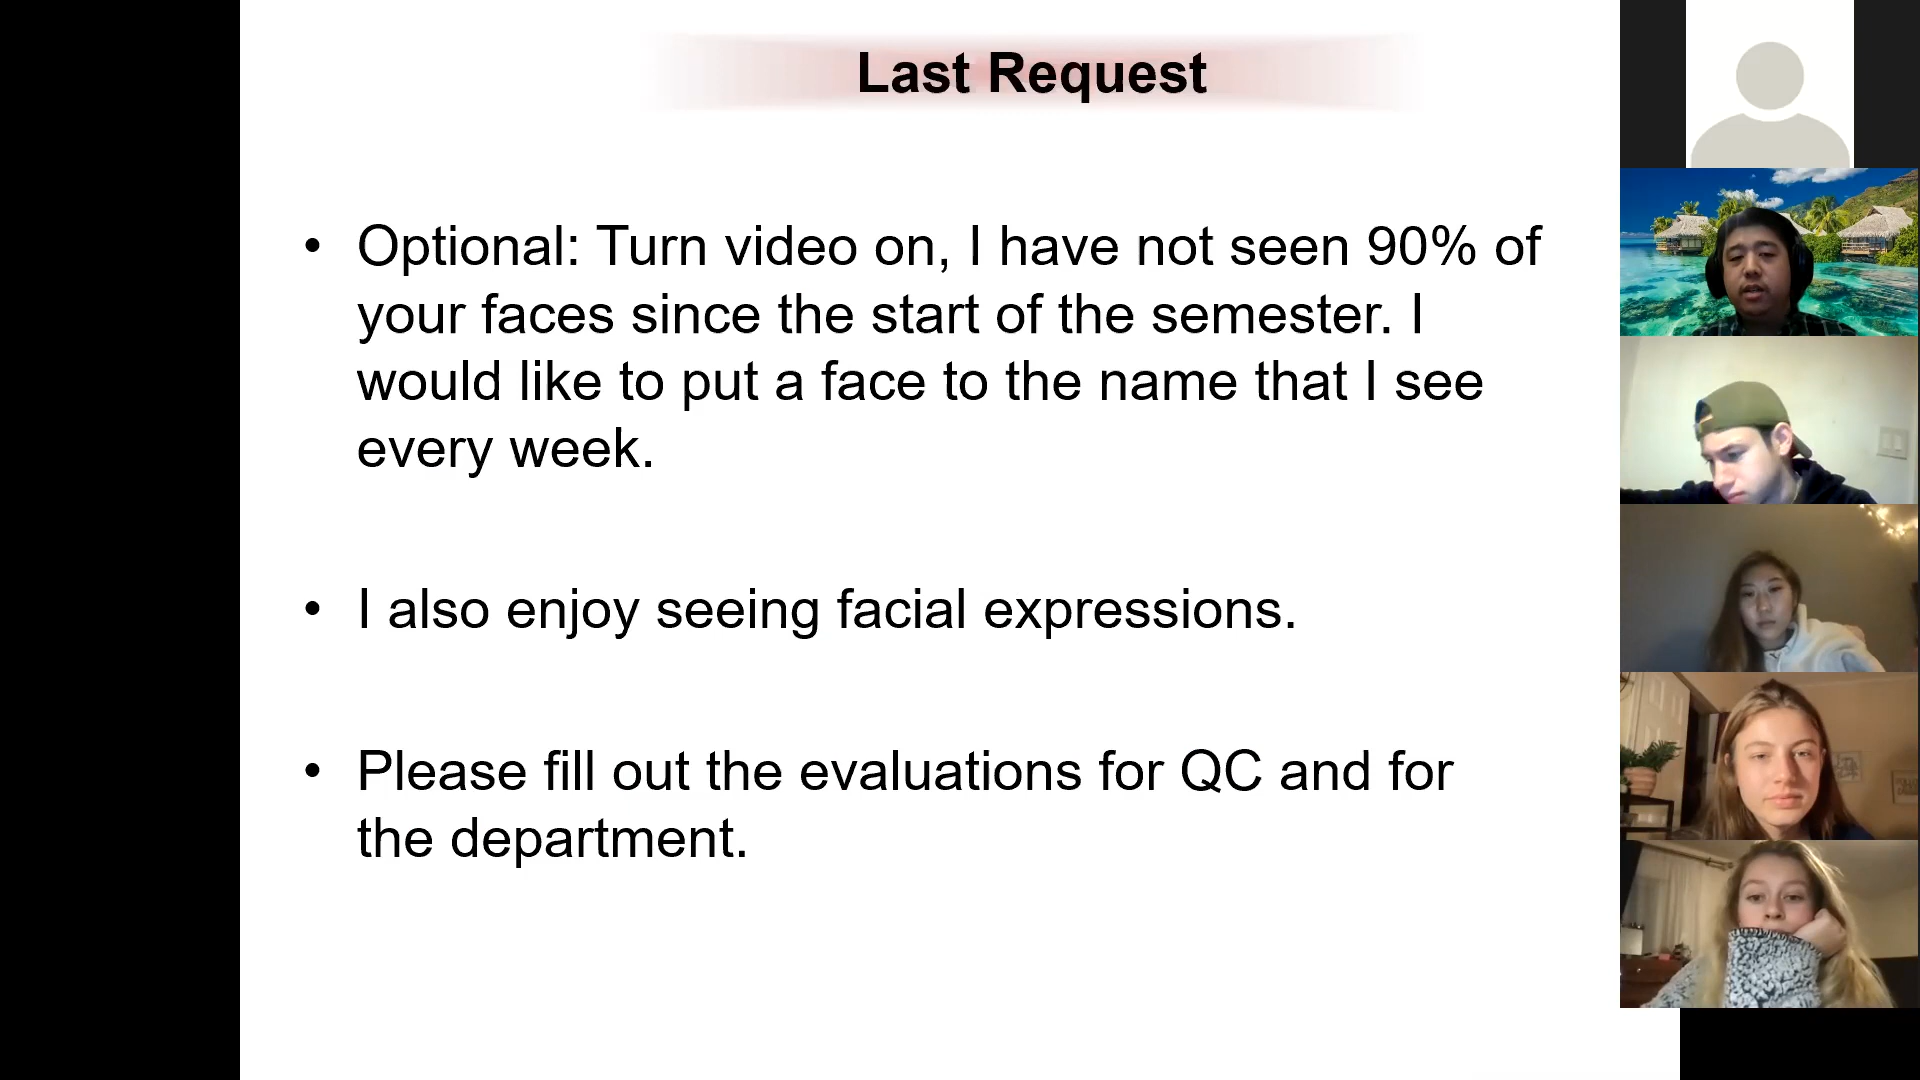 Last Request
• Optional: Turn video on, I have not seen 90% of
your faces since the start of the semester. I
would like to put a face to the name that I see
every week.
• I also enjoy seeing facial expressions.
• Please fill out the evaluations for QC and for
the department.